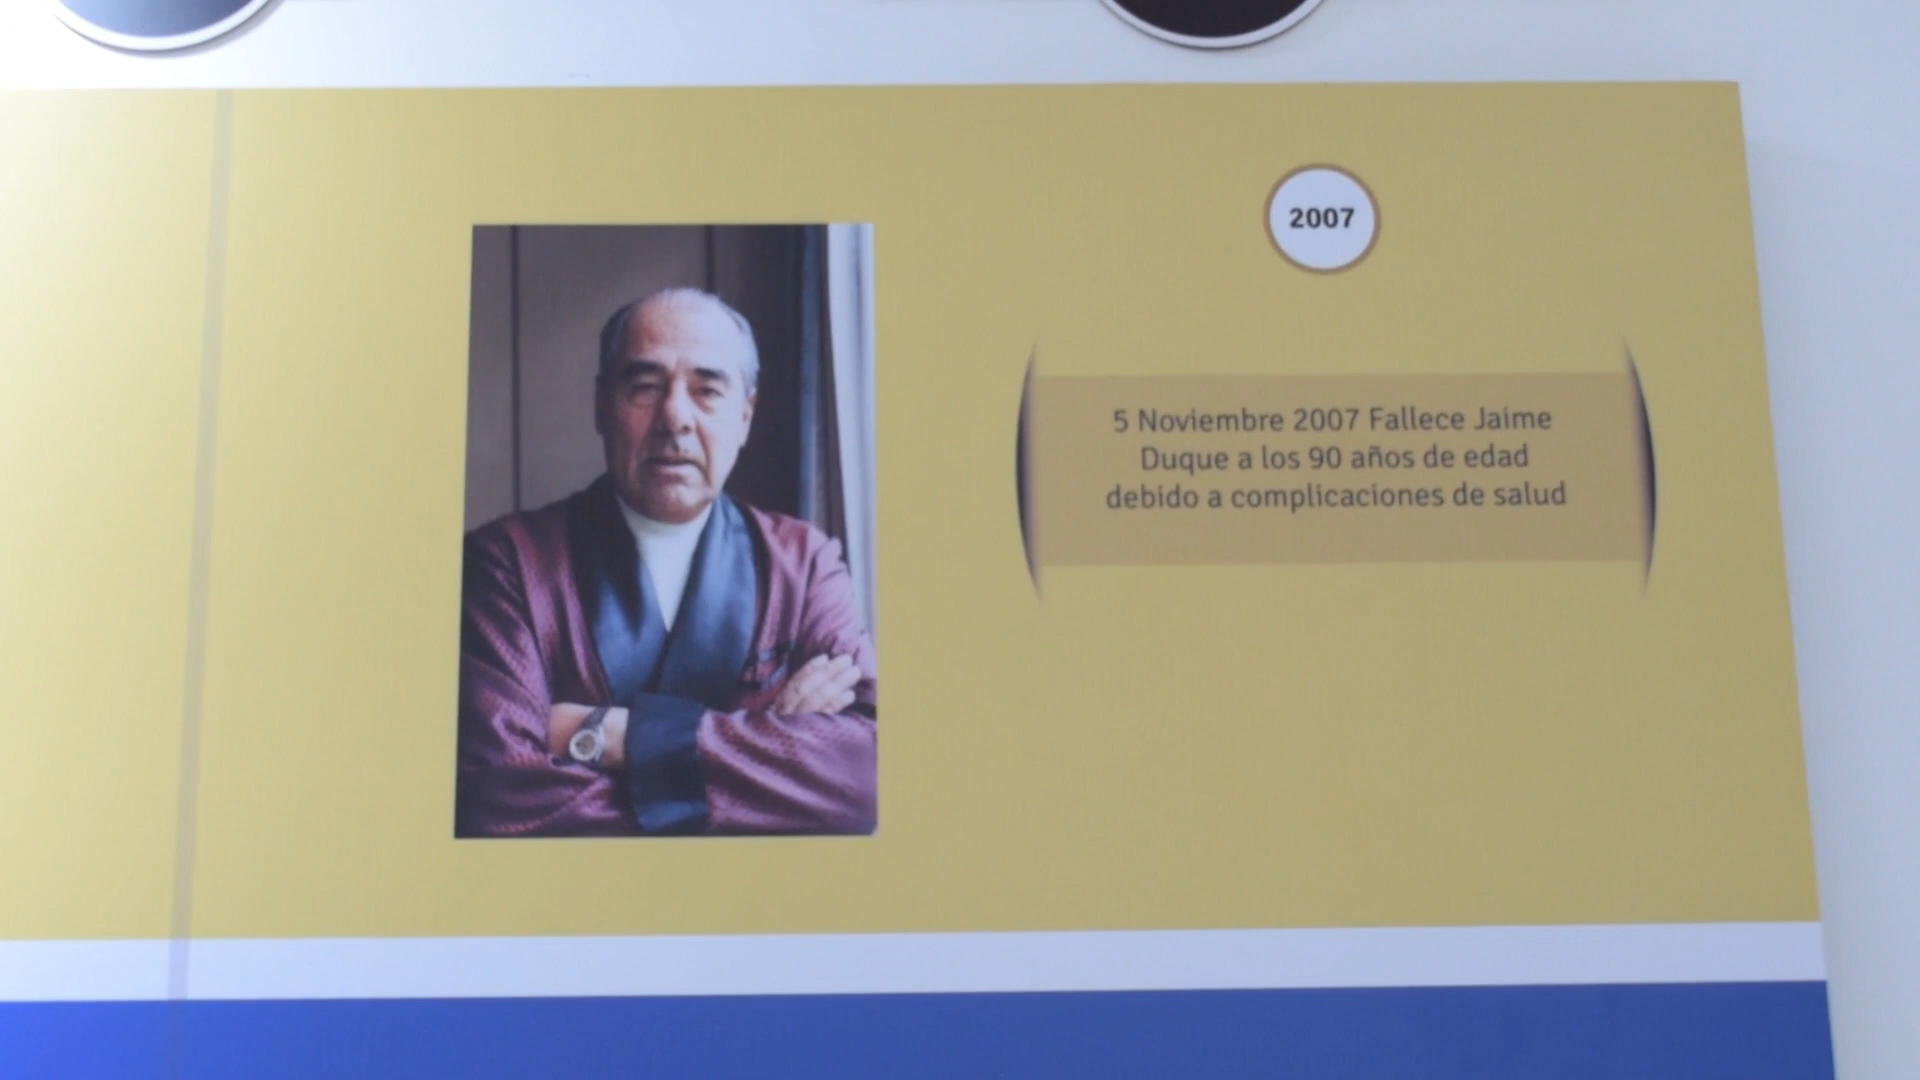 2007
5 Noviembre 2007 Fallece Jaime
Duque a los 90 años de edad
debido a complicaciones de salud